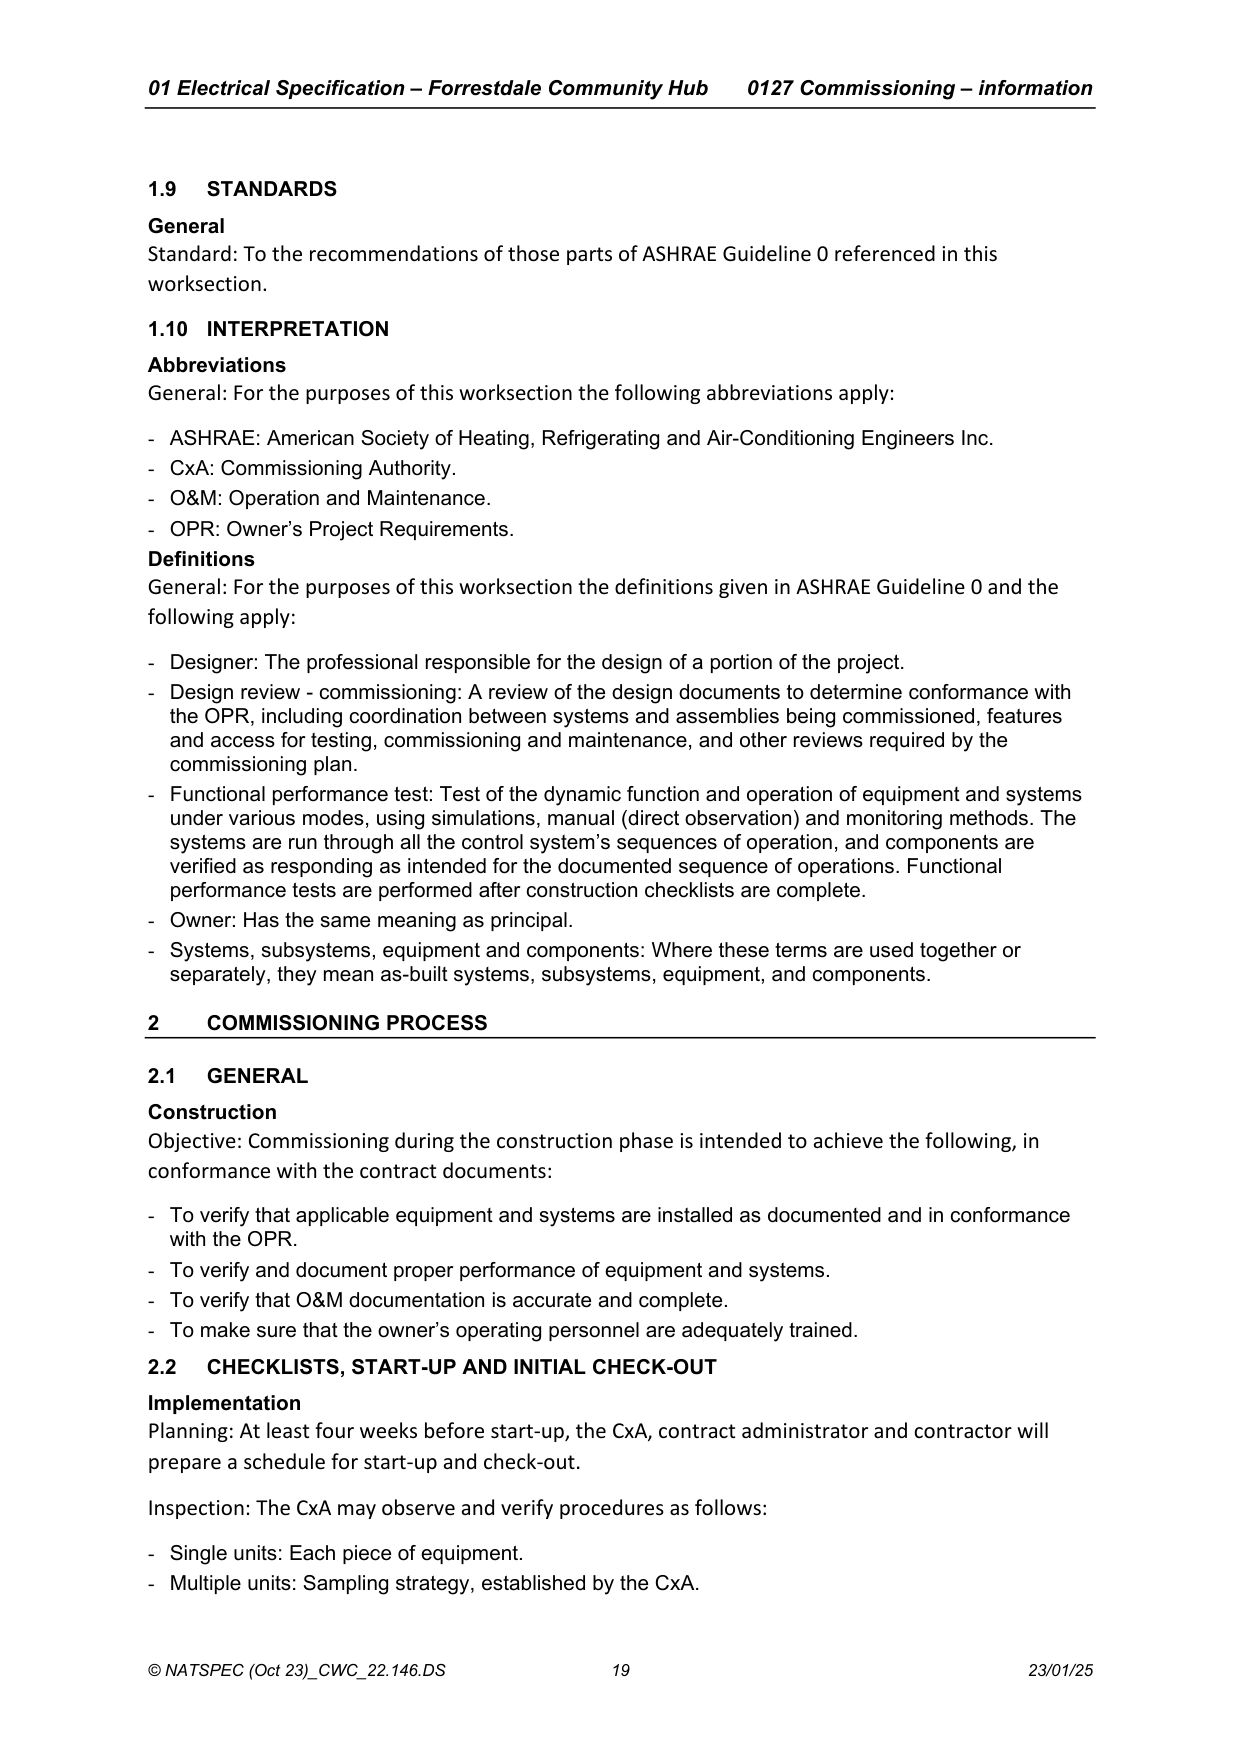 01 Electrical Specification – Forrestdale Community Hub 0127 Commissioning – information
1.9 STANDARDS
General
Standard: To the recommendations of those parts of ASHRAE Guideline 0 referenced in this
worksection.
1.10 INTERPRETATION
Abbreviations
General: For the purposes of this worksection the following abbreviations apply:
- ASHRAE: American Society of Heating, Refrigerating and Air-Conditioning Engineers Inc.
- CxA: Commissioning Authority.
- O&M: Operation and Maintenance.
- OPR: Owner’s Project Requirements.
Definitions
General: For the purposes of this worksection the definitions given in ASHRAE Guideline 0 and the
following apply:
- Designer: The professional responsible for the design of a portion of the project.
- Design review - commissioning: A review of the design documents to determine conformance with
the OPR, including coordination between systems and assemblies being commissioned, features
and access for testing, commissioning and maintenance, and other reviews required by the
commissioning plan.
- Functional performance test: Test of the dynamic function and operation of equipment and systems
under various modes, using simulations, manual (direct observation) and monitoring methods. The
systems are run through all the control system’s sequences of operation, and components are
verified as responding as intended for the documented sequence of operations. Functional
performance tests are performed after construction checklists are complete.
- Owner: Has the same meaning as principal.
- Systems, subsystems, equipment and components: Where these terms are used together or
separately, they mean as-built systems, subsystems, equipment, and components.
2 COMMISSIONING PROCESS
2.1 GENERAL
Construction
Objective: Commissioning during the construction phase is intended to achieve the following, in
conformance with the contract documents:
- To verify that applicable equipment and systems are installed as documented and in conformance
with the OPR.
- To verify and document proper performance of equipment and systems.
- To verify that O&M documentation is accurate and complete.
- To make sure that the owner’s operating personnel are adequately trained.
2.2 CHECKLISTS, START-UP AND INITIAL CHECK-OUT
Implementation
Planning: At least four weeks before start-up, the CxA, contract administrator and contractor will
prepare a schedule for start-up and check-out.
Inspection: The CxA may observe and verify procedures as follows:
- Single units: Each piece of equipment.
- Multiple units: Sampling strategy, established by the CxA.
© NATSPEC (Oct 23)_CWC_22.146.DS 19 23/01/25